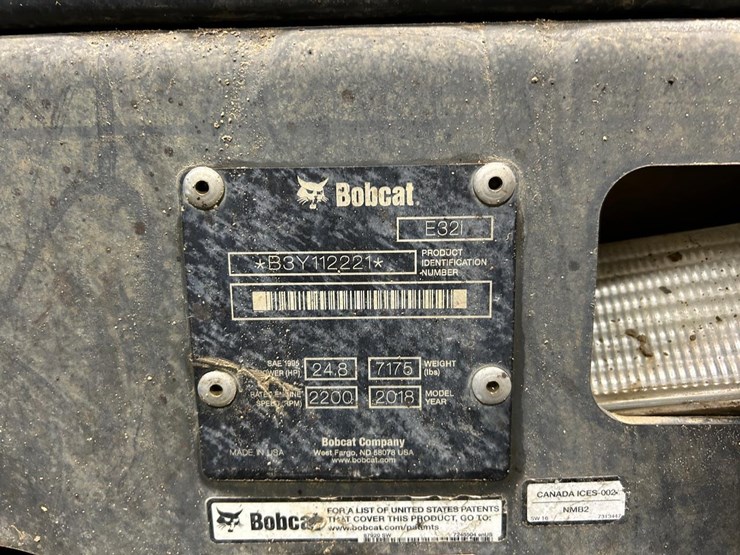 Bobcat
E32I
*B3Y112221*
PRODUCT
IDENTIFICATION
NUMBER
SAE 1995
POWER (HP)
24.8
7175
WEIGHT
(lbs)
RATED ENGINE
SPEED (RPM)
2200
2018
MODEL
YEAR
MADE IN USA
Bobcat Company
West Fargo, ND 58078 USA
www.bobcat.com
Bobcat
FOR A LIST OF UNITED STATES PATENTS
THAT COVER THIS PRODUCT, GO TO:
www.bobcat.com/patents
CANADA ICES-002
NMB2